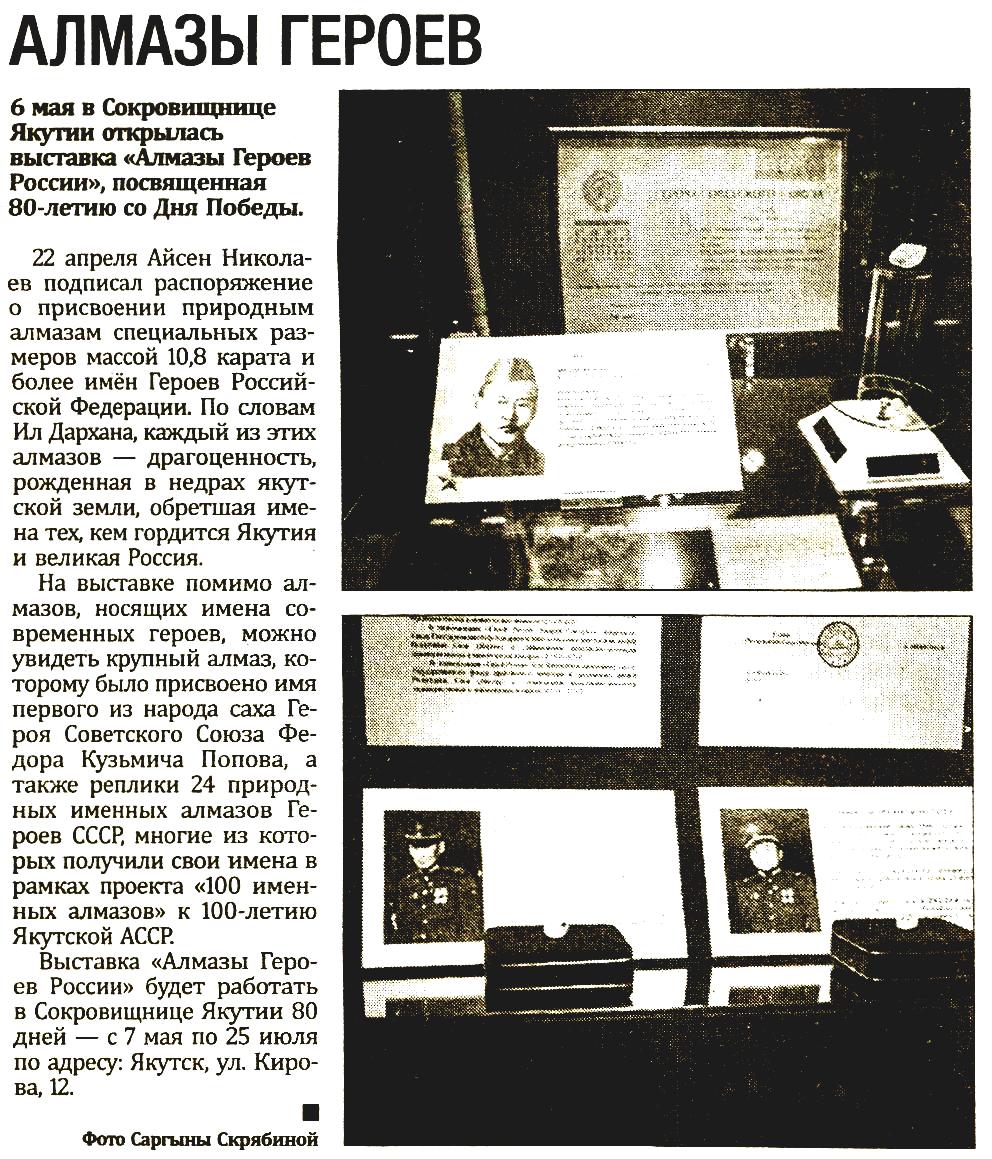 АЛМАЗЫ ГЕРОЕВ
6 мая в Сокровищнице
Якутии открылась
выставка «Алмазы Героев
России», посвященная
80-летию со Дня Победы.
22 апреля Айсен Никола-
ев подписал распоряжение
о присвоении природным
алмазам специальных раз-
меров массой 10,8 карата и
более имён Героев Россий-
ской Федерации. По словам
Ил Дархана, каждый из этих
алмазов — драгоценность,
рожденная в недрах якут-
ской земли, обретшая име-
на тех, кем гордится Якутия
и великая Россия.
На выставке помимо ал-
мазов, носящих имена со-
временных героев, можно
увидеть крупный алмаз, ко-
торому было присвоено имя
первого из народа саха Ге-
роя Советского Союза Фе-
дора Кузьмича Попова, а
также реплики 24 природ-
ных именных алмазов Ге-
роев СССР, многие из кото-
рых получили свои имена в
рамках проекта «100 имен-
ных алмазов» к 100-летию
Якутской АССР.
Выставка «Алмазы Геро-
ев России» будет работать
в Сокровищнице Якутии 80
дней — с 7 мая по 25 июля
по адресу: Якутск, ул. Киро-
ва, 12.
Фото Саргыны Скрябиной